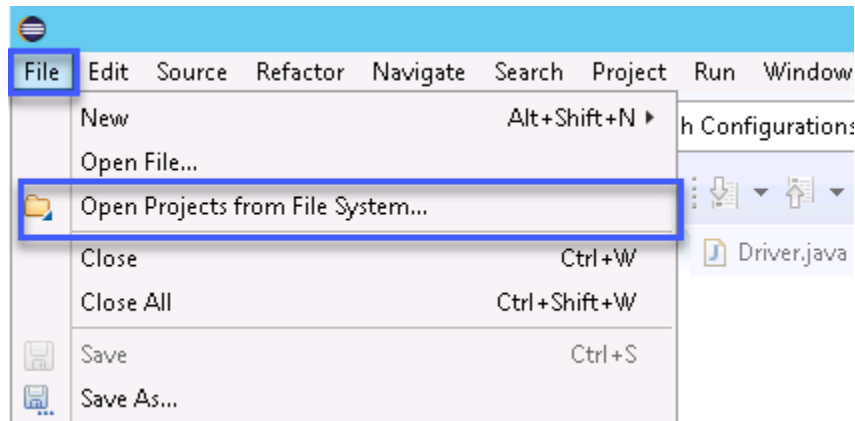 File Edit Source Refactor Navigate Search Project Run Window
New Alt+Shift+N
h Configurations
Open File...
Open Projects from File System...
Close Ctrl+W
Driver.java
Close All Ctrl+Shift+W
Save Ctrl+S
Save As...